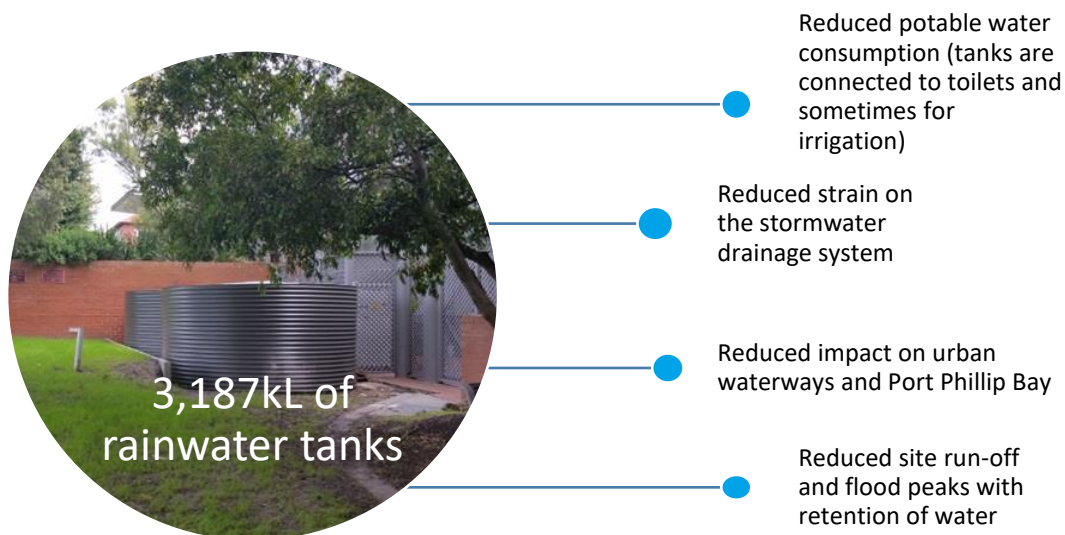 Reduced potable water
consumption (tanks are
connected to toilets and
sometimes for
irrigation)
Reduced strain on
the stormwater
drainage system
Reduced impact on urban
waterways and Port Phillip Bay
Reduced site run-off
and flood peaks with
retention of water
3,187kL of
rainwater tanks